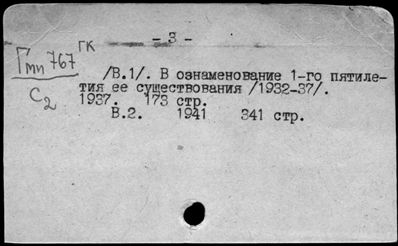 - 3 -
ГК
Гмп 767
С2
/В.1/. В ознаменование 1-го пятиле-
тия ее существования /1932-37/.
1937. 173 стр.
В.2. 1941 341 стр.